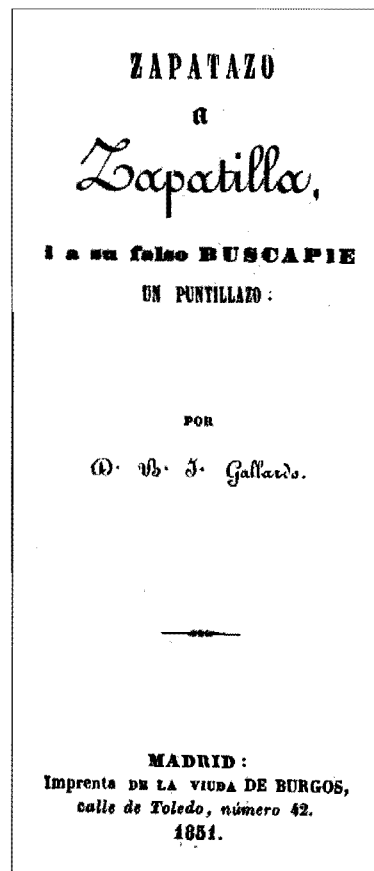 ZAPATAZO
a
Zapatilla,
i a su falso BUSCAPIE
UN PUNTILLAZO:
POR
D. B. J. Gallardo.
MADRID:
Imprenta DE LA VIUDA DE BURGOS,
calle de Toledo, número 42.
1851.